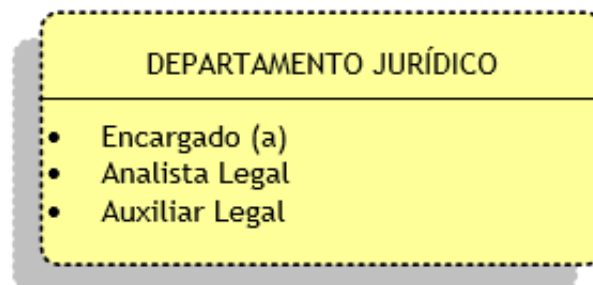 DEPARTAMENTO JURÍDICO
• Encargado (a)
• Analista Legal
• Auxiliar Legal